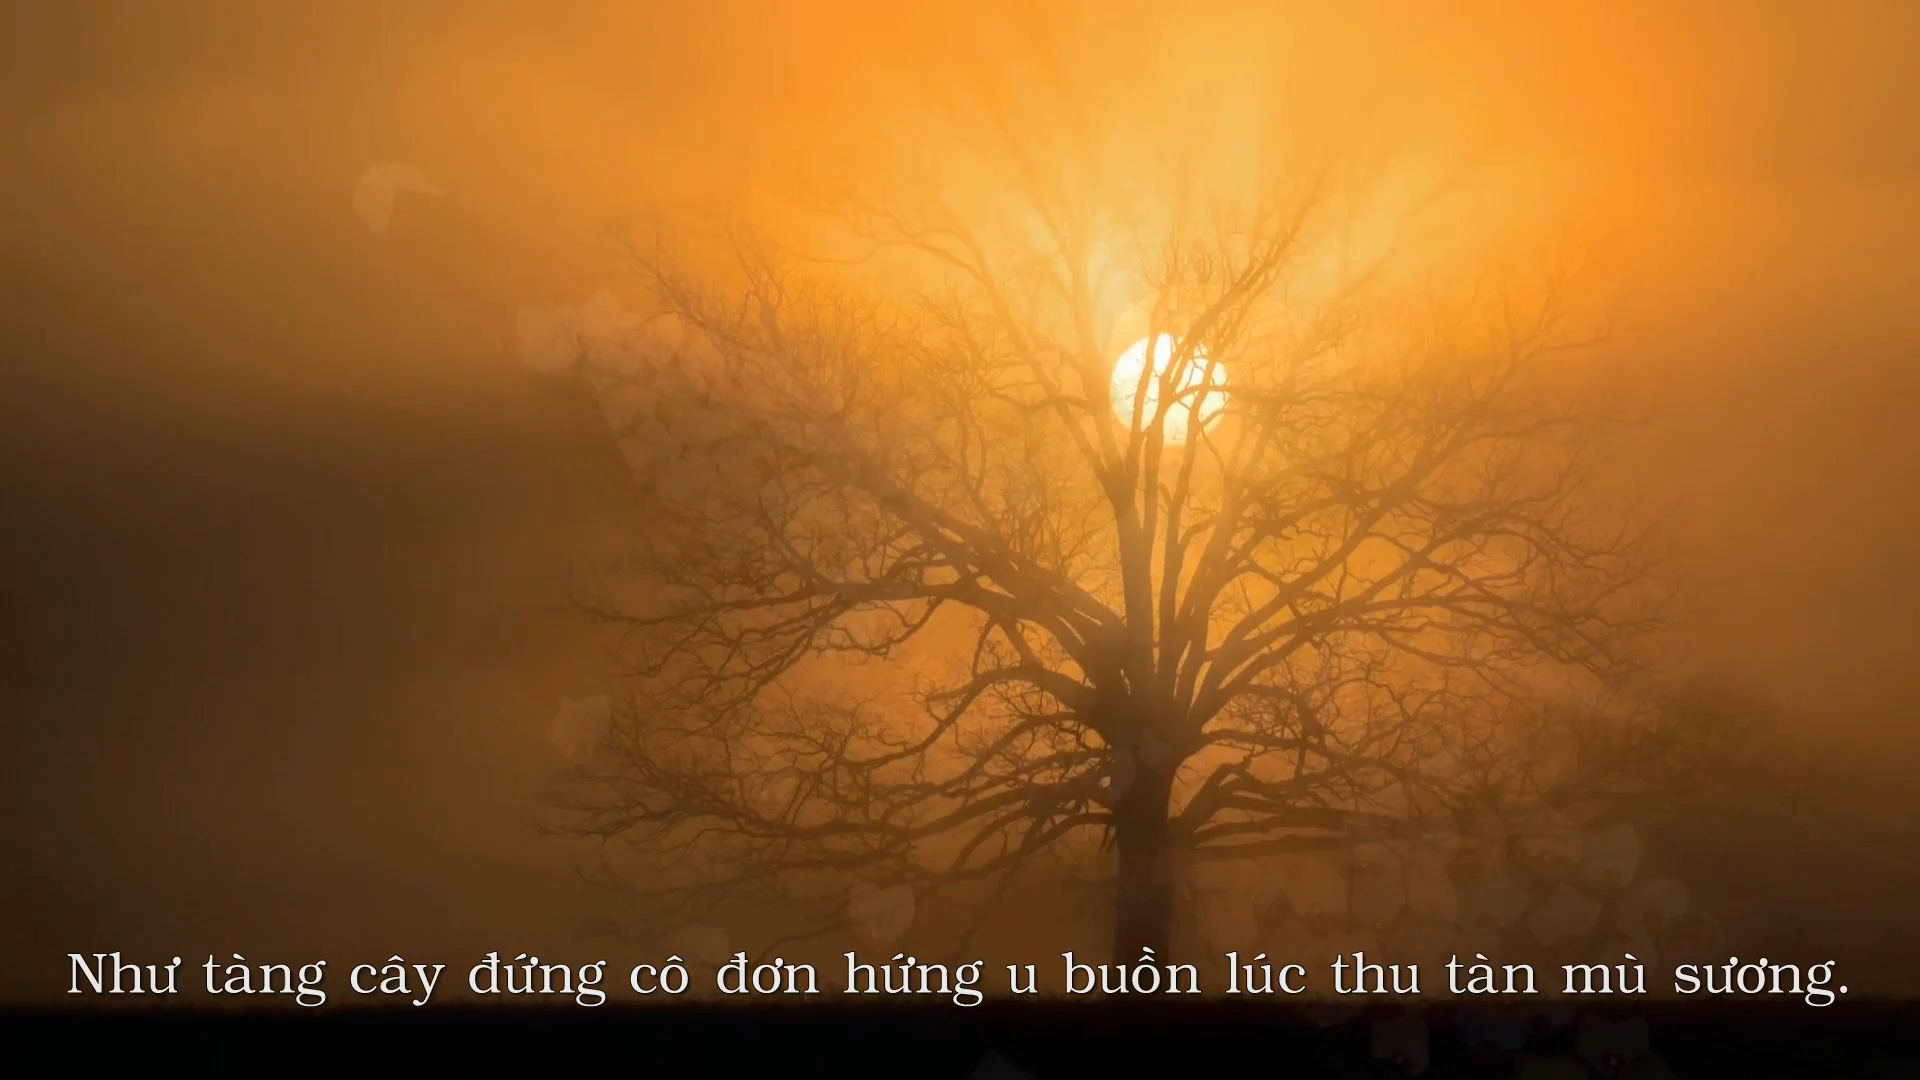 Như tàng cây đứng cô đơn hứng u buồn lúc thu tàn mù sương.